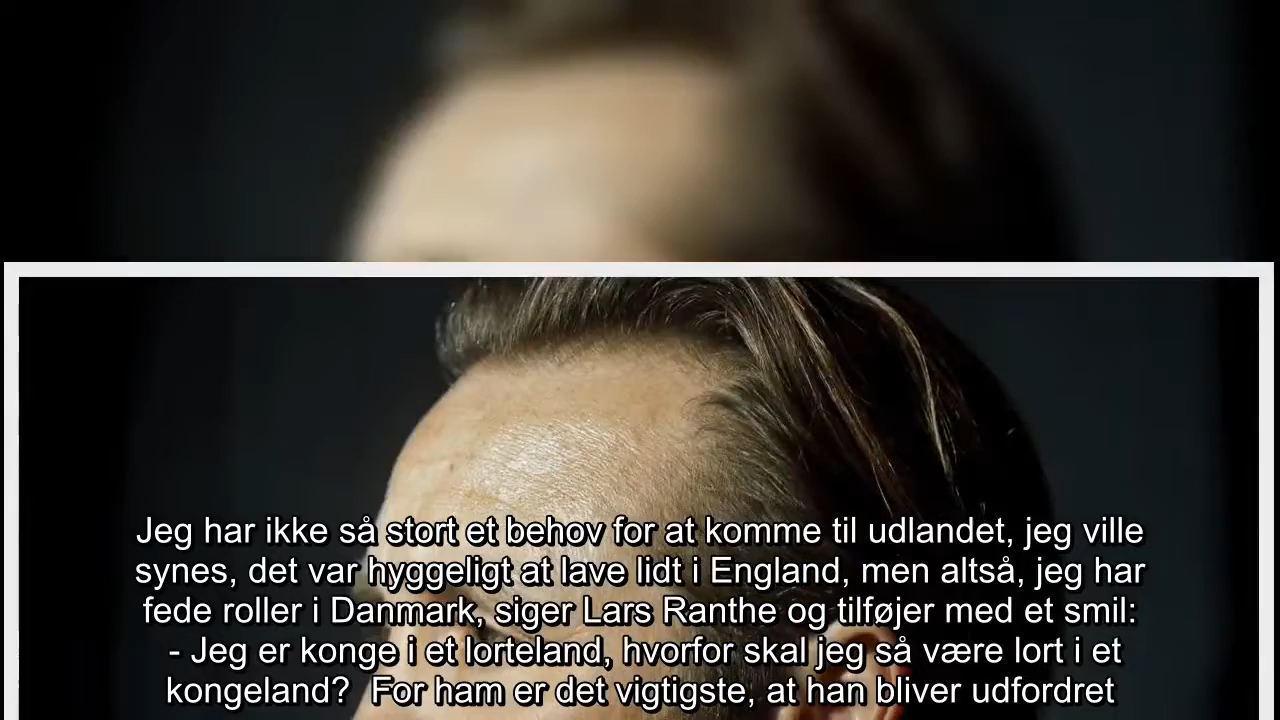 Jeg har ikke så stort et behov for at komme til udlandet, jeg ville
synes, det var hyggeligt at lave lidt i England, men altså, jeg har
fede roller i Danmark, siger Lars Ranthe og tilføjer med et smil:
- Jeg er konge i et lorteland, hvorfor skal jeg så være lort i et
kongeland?  For ham er det vigtigste, at han bliver udfordret